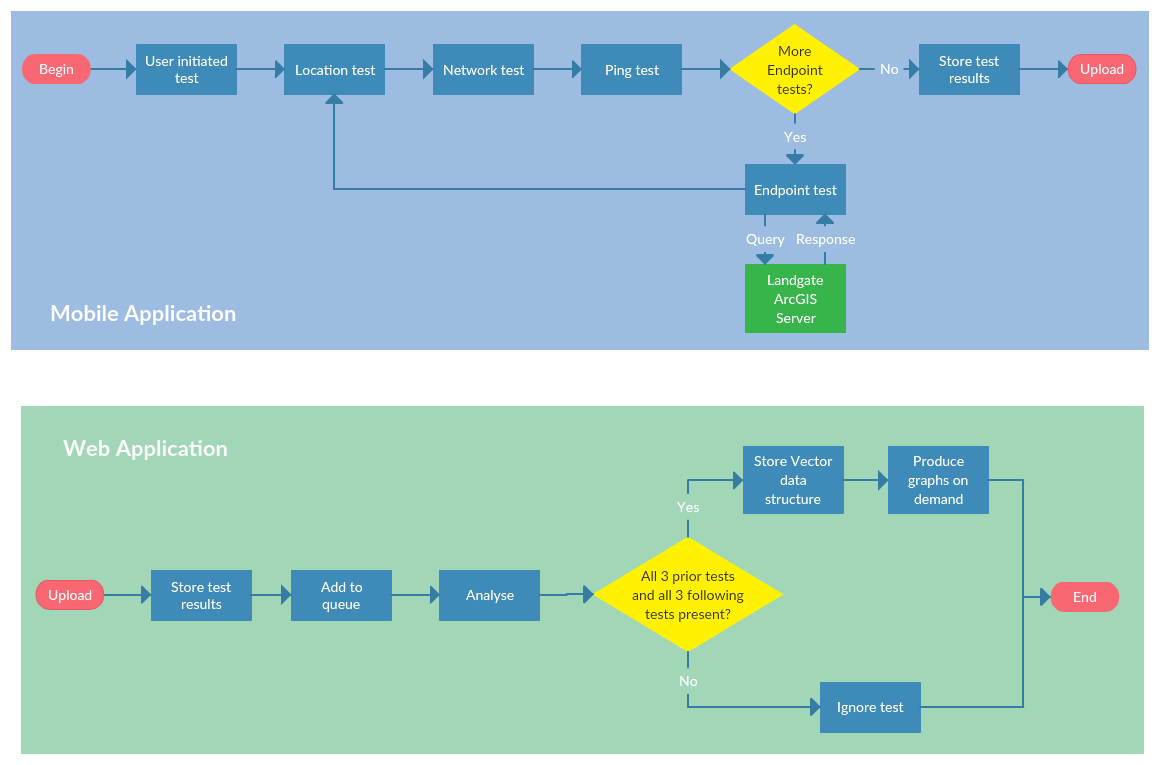 Begin
User initiated
test
Location test
Network test
Ping test
More
Endpoint
tests?
No
Store test
results
Upload
Yes
Endpoint test
Query
Response
Landgate
ArcGIS
Server
Mobile Application
Web Application
Upload
Store test
results
Add to
queue
Analyse
All 3 prior tests
and all 3 following
tests present?
Yes
Store Vector
data
structure
Produce
graphs on
demand
No
Ignore test
End